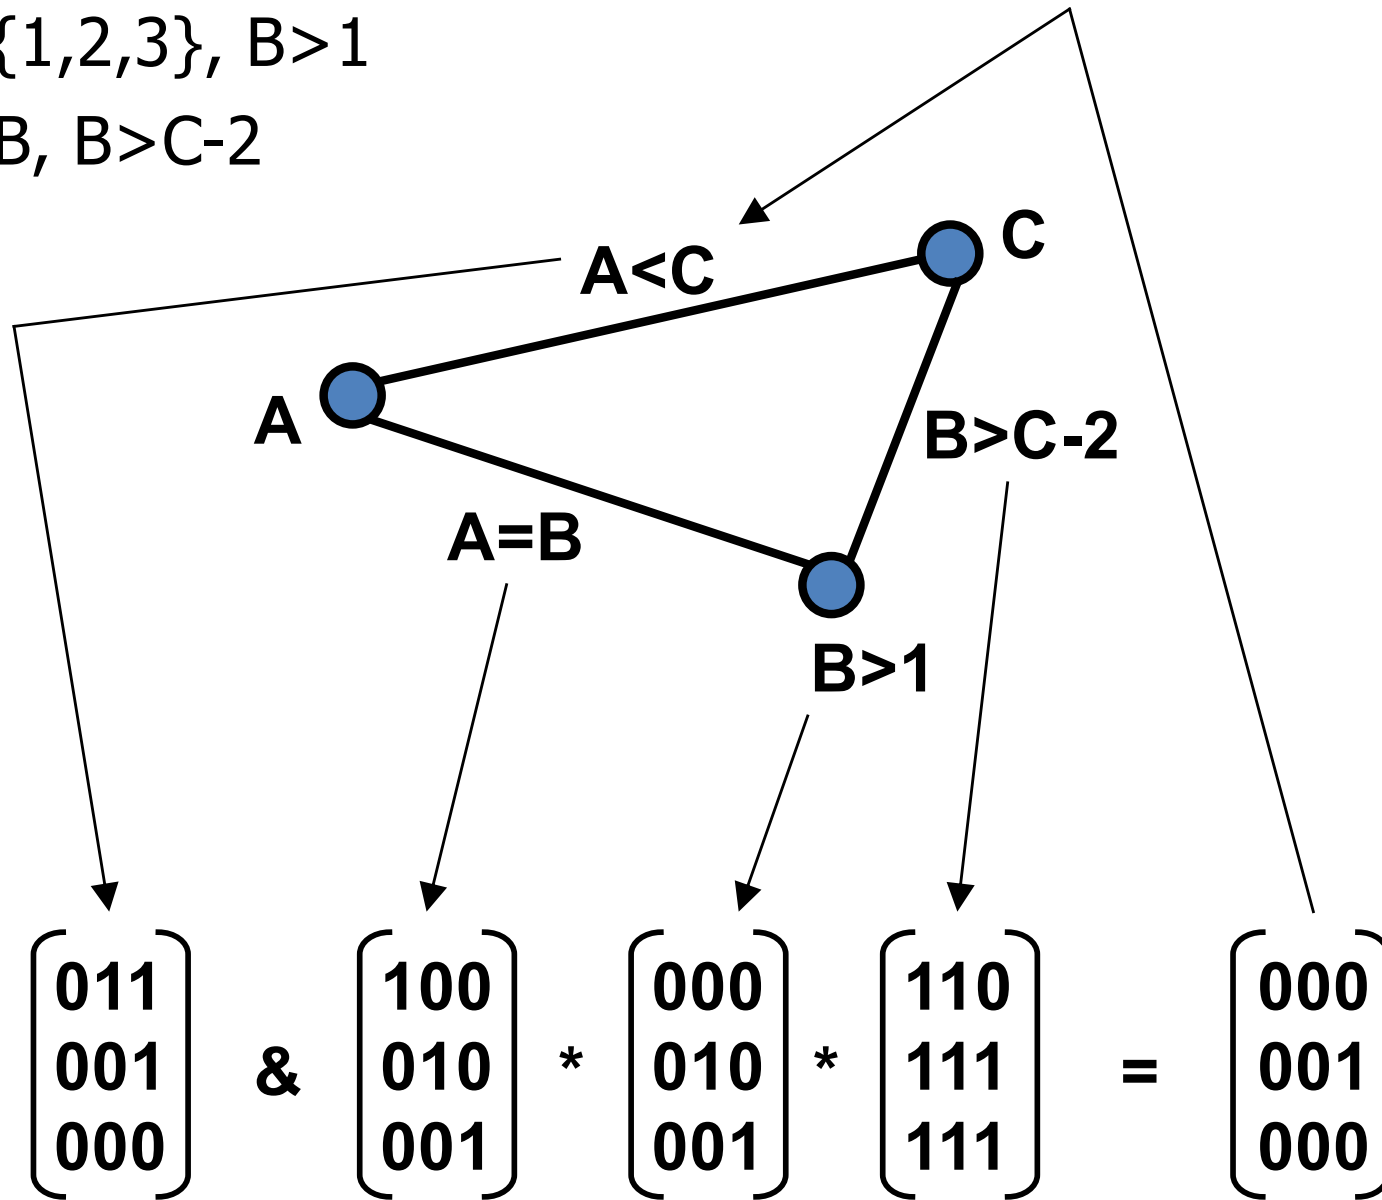 {1,2,3}, B>1
B, B>C-2
C
A<C
A
B>C-2
A=B
B>1
011 100 000 110 000
001 & 010 * 010 * 111 = 001
000 001 001 111 000